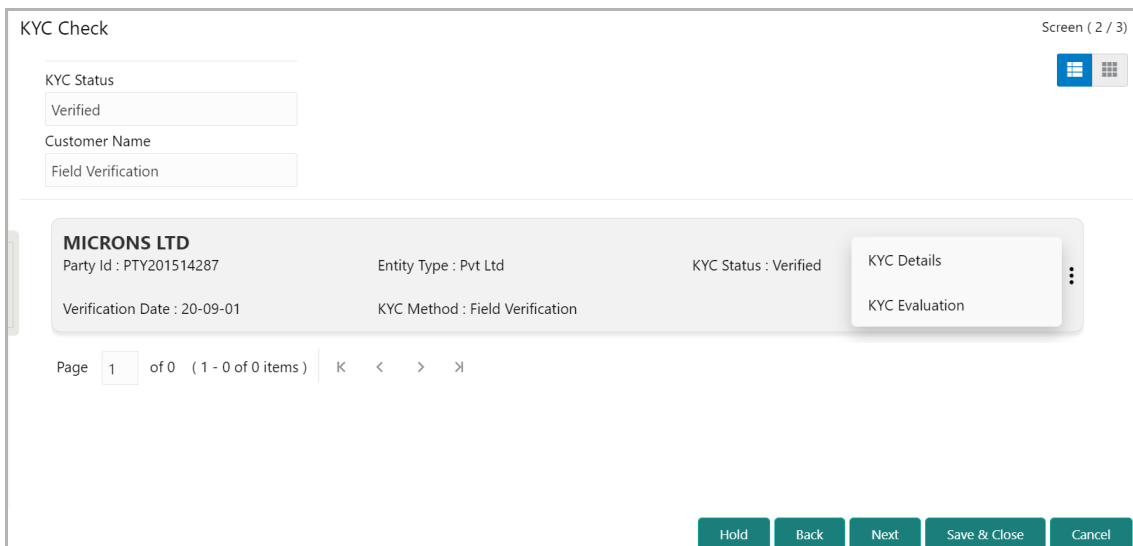 KYC Check
Screen ( 2 / 3)
KYC Status
Verified
Customer Name
Field Verification
MICRONS LTD
Party Id : PTY201514287 Entity Type : Pvt Ltd KYC Status : Verified
KYC Details
Verification Date : 20-09-01 KYC Method : Field Verification
KYC Evaluation
Page 1 of 0 ( 1 - 0 of 0 items )
Hold Back Next Save & Close Cancel